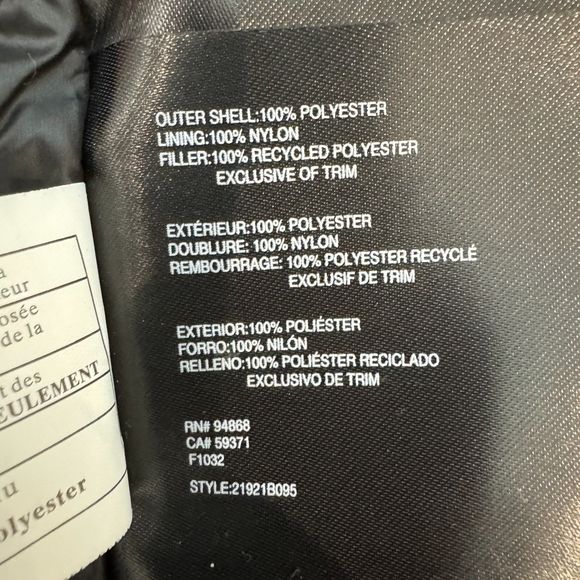 OUTER SHELL:100% POLYESTER
LINING:100% NYLON
FILLER:100% RECYCLED POLYESTER
EXCLUSIVE OF TRIM
EXTÉRIEUR:100% POLYESTER
DOUBLURE: 100% NYLON
REMBOURRAGE: 100% POLYESTER RECYCLÉ
EXCLUSIF DE TRIM
EXTERIOR:100% POLIÉSTER
FORRO:100% NILÓN
RELLENO:100% POLIÉSTER RECICLADO
EXCLUSIVO DE TRIM
RN# 94868
CA# 59371
F1032
STYLE:21921B095
a
eur
osée
de la
t des
EULEMENT
u
olyester